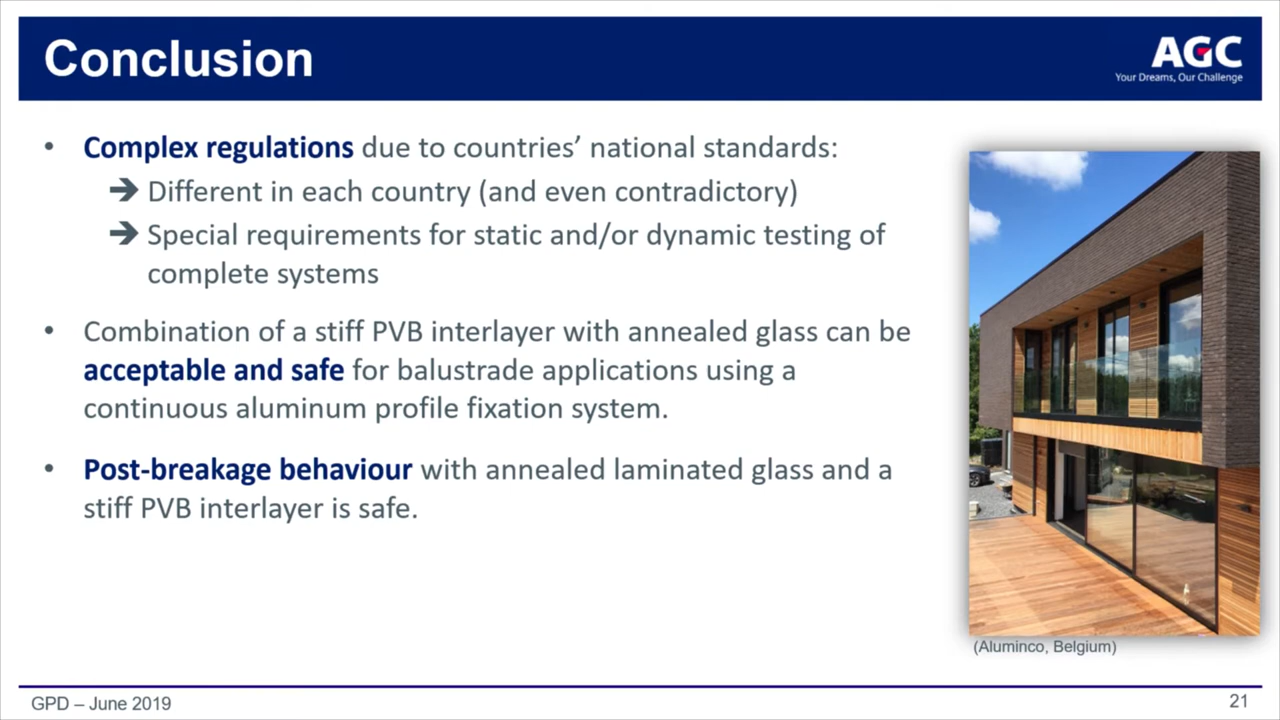 Conclusion
AGC
Your Dreams, Our Challenge
• Complex regulations due to countries’ national standards:
➔ Different in each country (and even contradictory)
➔ Special requirements for static and/or dynamic testing of
complete systems
• Combination of a stiff PVB interlayer with annealed glass can be
acceptable and safe for balustrade applications using a
continuous aluminum profile fixation system.
• Post-breakage behaviour with annealed laminated glass and a
stiff PVB interlayer is safe.
(Aluminco, Belgium)
GPD – June 2019
21